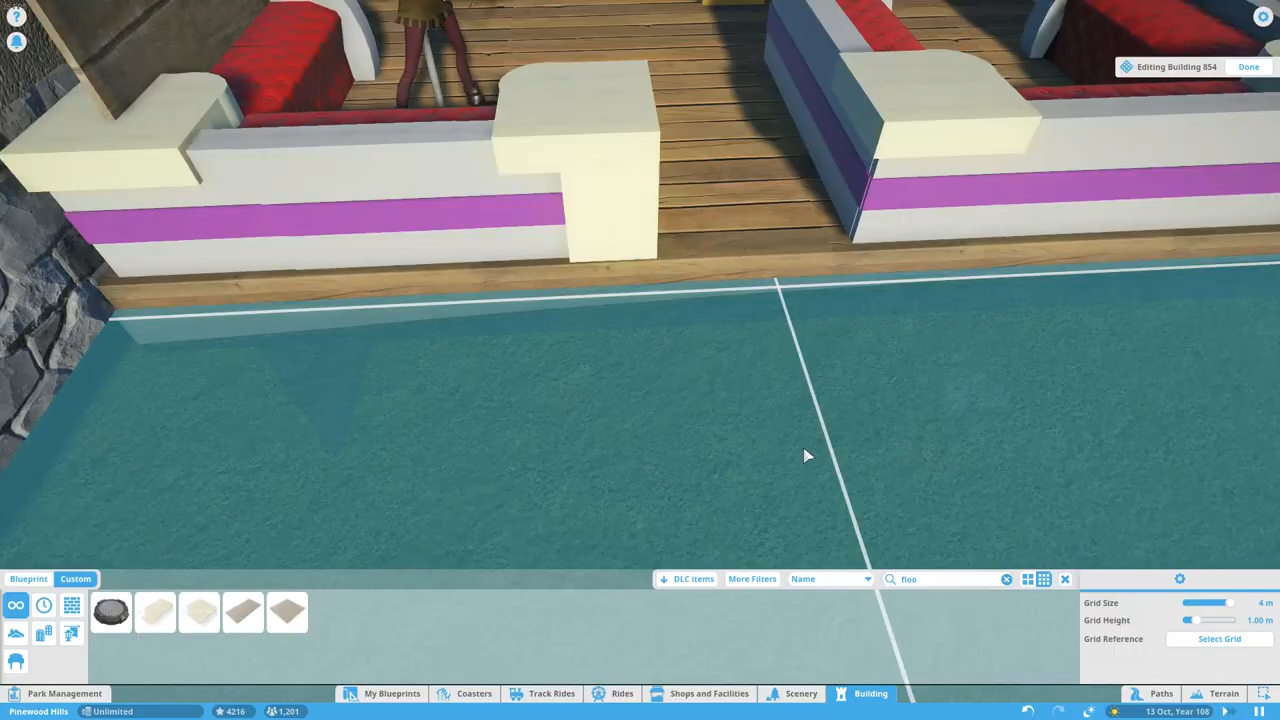 ?
Editing Building 854 Done
Blueprint Custom
DLC items More Filters Name floo
Grid Size 4 m
Grid Height 1.00 m
Grid Reference Select Grid
Park Management My Blueprints Coasters Track Rides Rides Shops and Facilities Scenery Building Paths Terrain
Pinewood Hills Unlimited 4216 1,201 13 Oct, Year 108